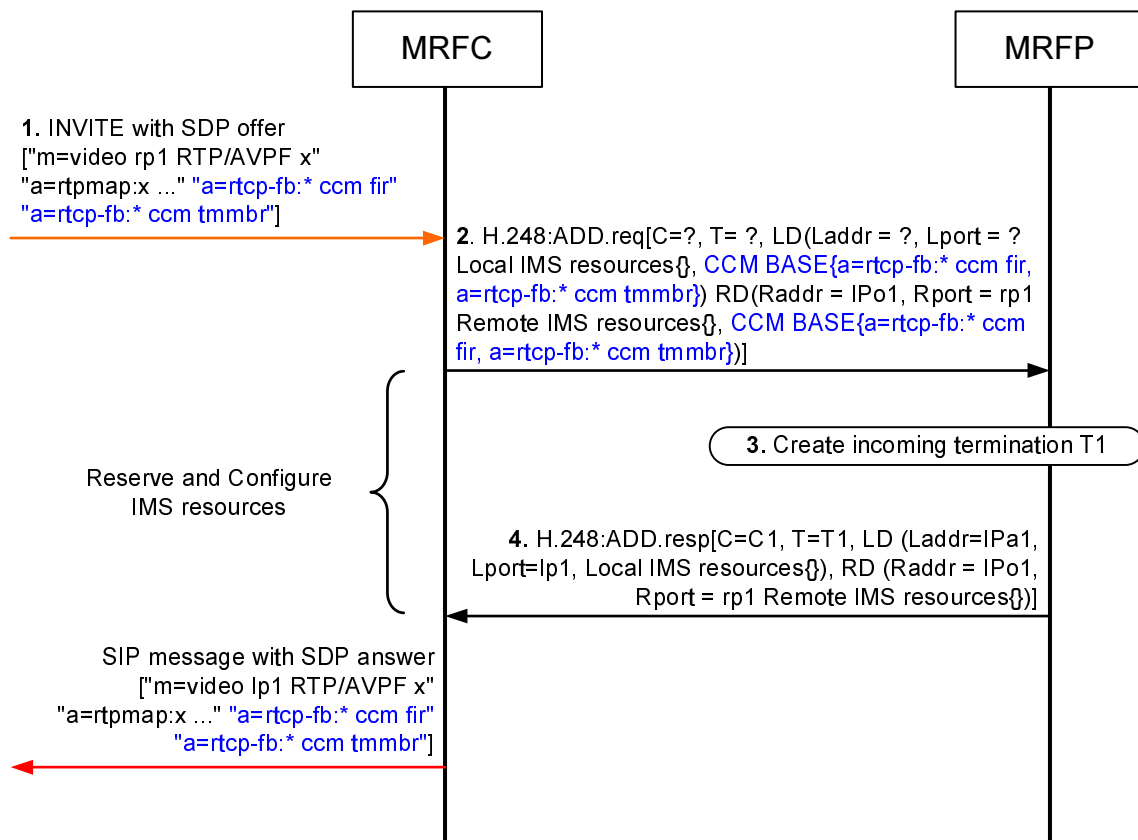 MRFC
MRFP
1. INVITE with SDP offer
["m=video rp1 RTP/AVPF x"
"a=rtpmap:x ..." "a=rtcp-fb:* ccm fir"
"a=rtcp-fb:* ccm tmmbr"]
2. H.248:ADD.req[C=?, T= ?, LD(Laddr = ?, Lport = ?
Local IMS resources{}, CCM BASE{a=rtcp-fb:* ccm fir,
a=rtcp-fb:* ccm tmmbr}) RD(Raddr = IPo1, Rport = rp1
Remote IMS resources{}, CCM BASE{a=rtcp-fb:* ccm
fir, a=rtcp-fb:* ccm tmmbr})]
3. Create incoming termination T1
Reserve and Configure
IMS resources
4. H.248:ADD.resp[C=C1, T=T1, LD (Laddr=IPa1,
Lport=lp1, Local IMS resources{}), RD (Raddr = IPo1,
Rport = rp1 Remote IMS resources{})]
SIP message with SDP answer
["m=video lp1 RTP/AVPF x"
"a=rtpmap:x ..." "a=rtcp-fb:* ccm fir"
"a=rtcp-fb:* ccm tmmbr"]